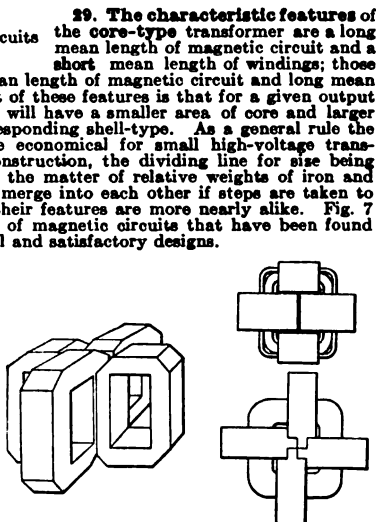 29. The characteristic features of
cuits the core-type transformer are a long
mean length of magnetic circuit and a
short mean length of windings; those
an length of magnetic circuit and long mean
t of these features is that for a given output
will have a smaller area of core and larger
esponding shell-type. As a general rule the
e economical for small high-voltage trans-
onstruction, the dividing line for size being
the matter of relative weights of iron and
merge into each other if steps are taken to
heir features are more nearly alike. Fig. 7
of magnetic circuits that have been found
l and satisfactory designs.